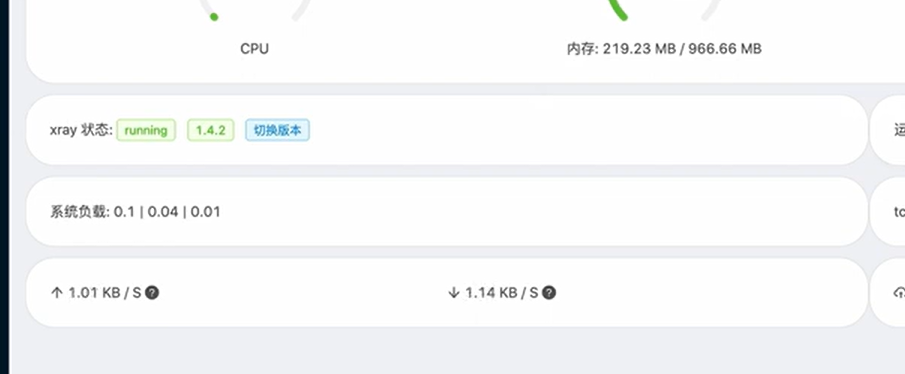 CPU
内存: 219.23 MB / 966.66 MB
xray 状态: running 1.4.2 切换版本
运
系统负载: 0.1 | 0.04 | 0.01
tc
↑ 1.01 KB / S ?
↓ 1.14 KB / S ?